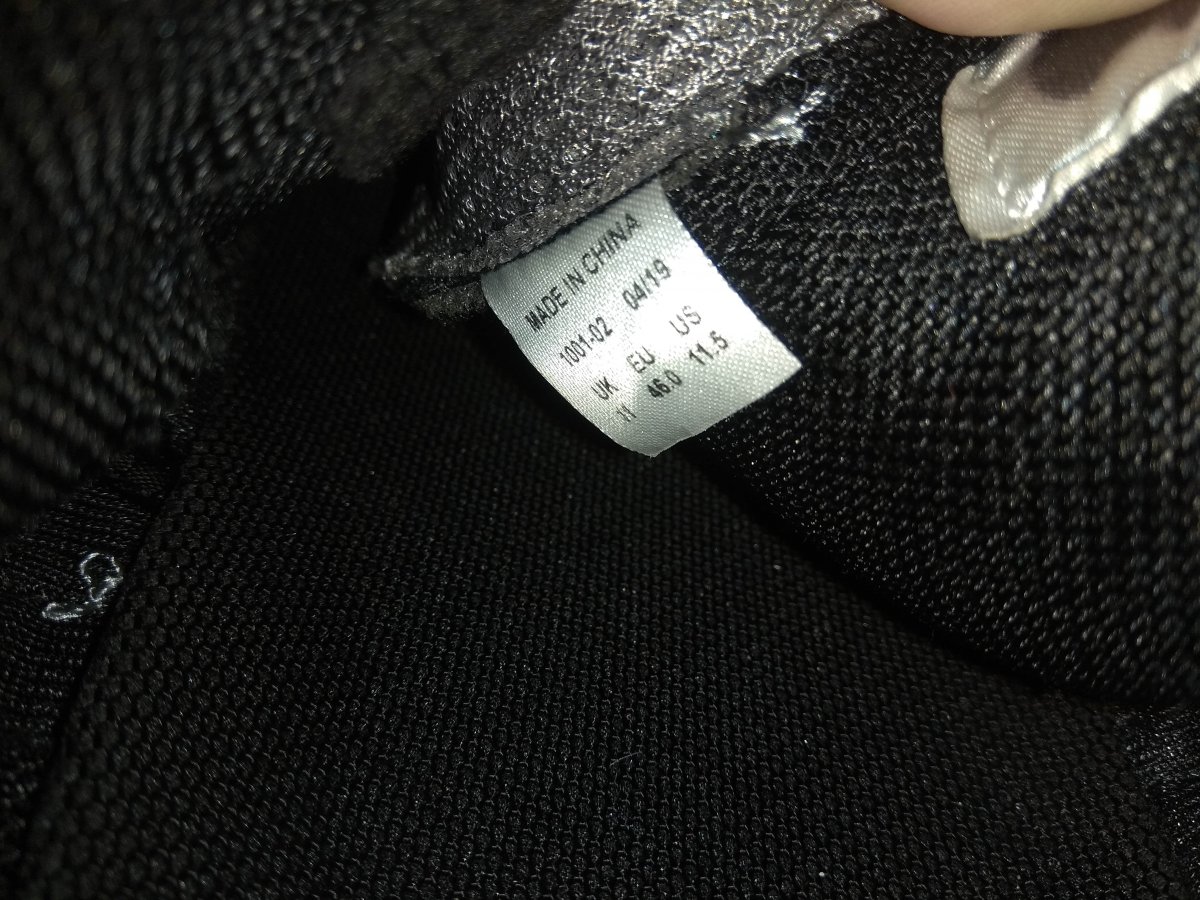 MADE IN CHINA
1001-02 04/19
UK EU US
11 46.0 11.5